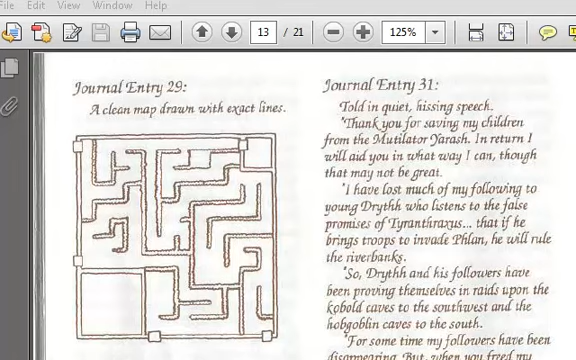 File Edit View Window Help
13 / 21
125%
Journal Entry 29:
A clean map drawn with exact lines.
Journal Entry 31:
Told in quiet, hissing speech.
"Thank you for saving my children
from the Mutilator Yarash. In return I
will aid you in what way I can, though
that may not be great.
"I have lost much of my following to
young Drythh who listens to the false
promises of Tyranthraxus... that if he
brings troops to invade Phlan, he will rule
the riverbanks.
"So, Drythh and his followers have
been proving themselves in raids upon the
kobold caves to the southwest and the
hobgoblin caves to the south.
"For some time my followers have been
disappearing. But, when you freed my